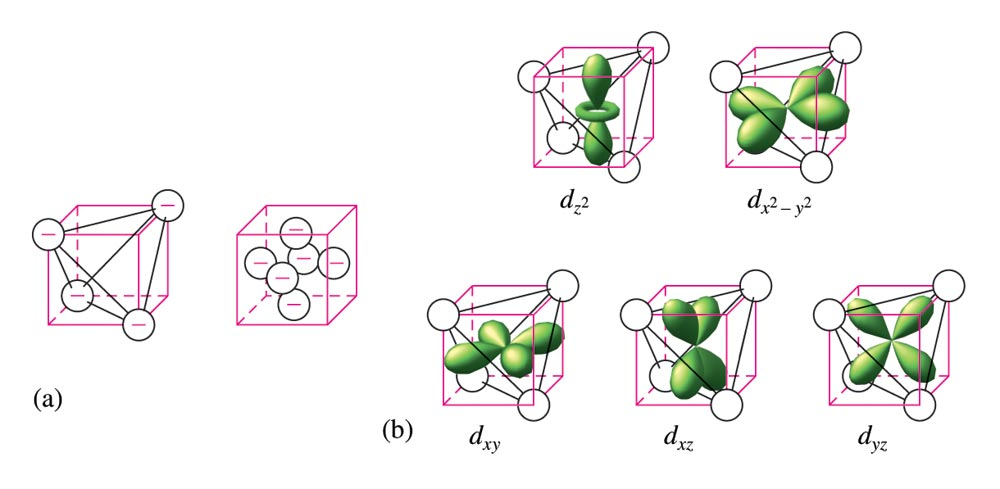 d_{z^2}
d_{x^2 - y^2}
(a)
(b)
d_{xy}
d_{xz}
d_{yz}